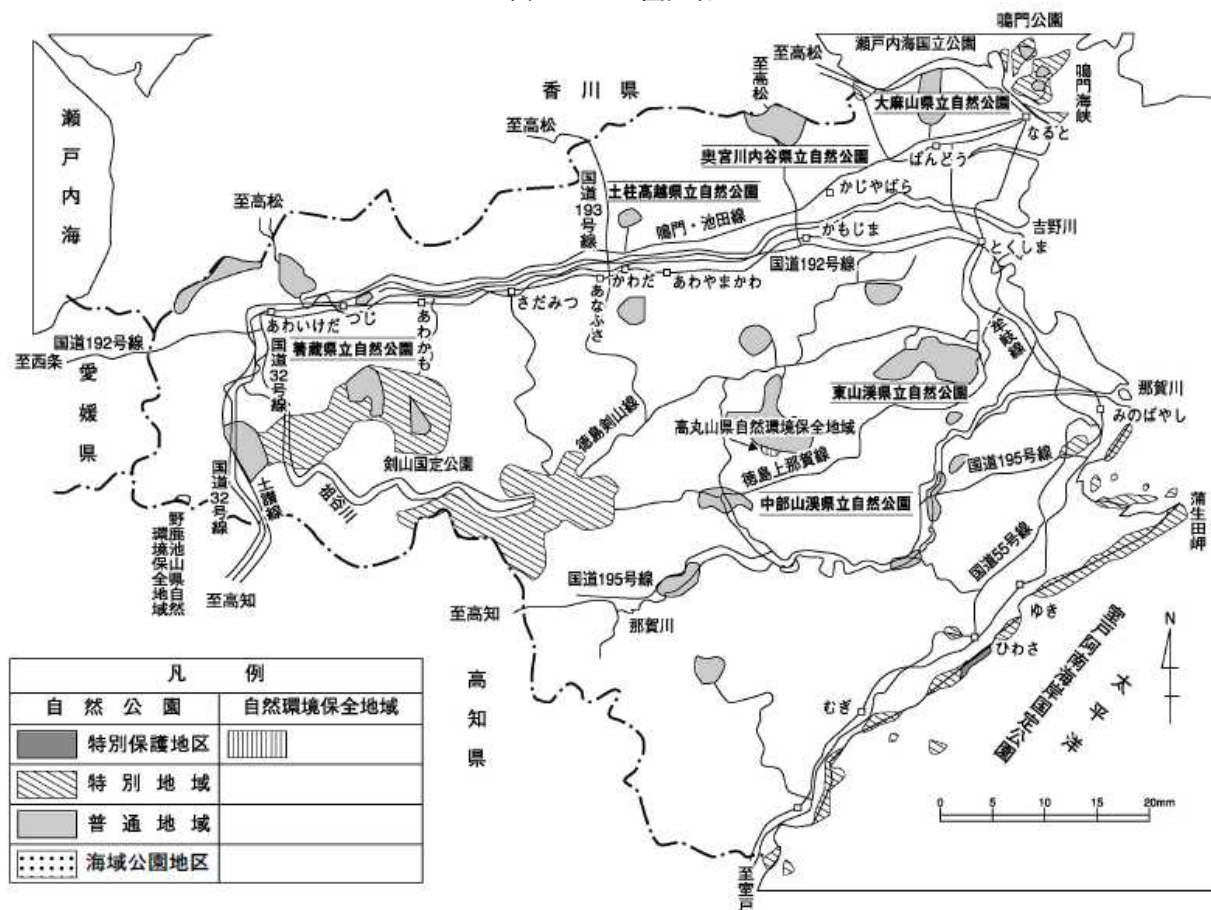 鳴門公園
瀬戸内海国立公園
至高松
鳴門海峡
至高松
香川県
大麻山県立自然公園
なると
瀬戸内海
至高松
奥宮川内谷県立自然公園
ばんどう
国道193号線
土柱高越県立自然公園
かじやばら
至高松
鳴門・池田線
吉野川
かもじま
とくしま
国道192号線
かわだ
あわやまかわ
あなぶき
さだみつ
つじ
あわいけだ
あわかも
国道192号線
至西条
箸蔵県立自然公園
国道32号線
牟岐線
愛媛県
東山渓県立自然公園
那賀川
みのばやし
徳島剣山線
高丸山県自然環境保全地域
徳島上那賀線
国道195号線
剣山国定公園
国道32号線
土讃線
祖谷川
中部山渓県立自然公園
蒲生田岬
野鹿池山県自然
環境保全地域
国道55号線
国道195号線
至高知
至高知
那賀川
ゆき
ひわさ
室戸阿南海岸国定公園
太平洋
N
高知県
むぎ
凡例
自然公園
自然環境保全地域
特別保護地区
特別地域
普通地域
海域公園地区
0 5 10 15 20mm
至室戸